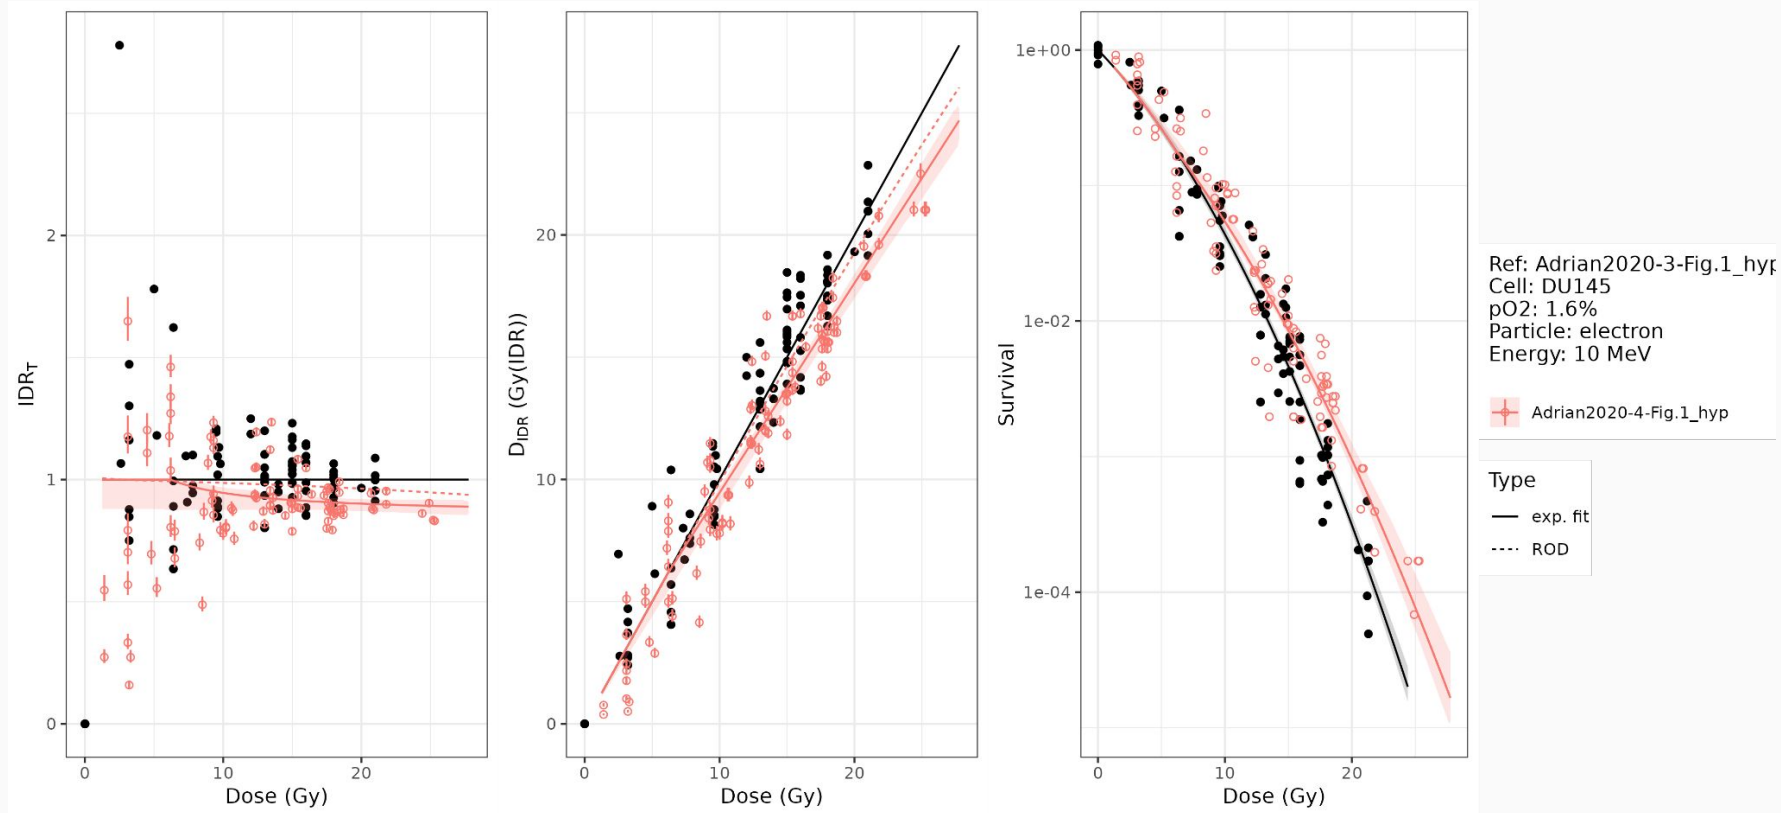 IDR_T
2
1
0
0
10
20
Dose (Gy)
D_IDR (Gy(IDR))
20
10
0
0
10
20
Dose (Gy)
Survival
1e+00
1e-02
1e-04
0
10
20
Dose (Gy)
Ref: Adrian2020-3-Fig.1_hyp
Cell: DU145
pO2: 1.6%
Particle: electron
Energy: 10 MeV
Adrian2020-4-Fig.1_hyp
Type
exp. fit
ROD